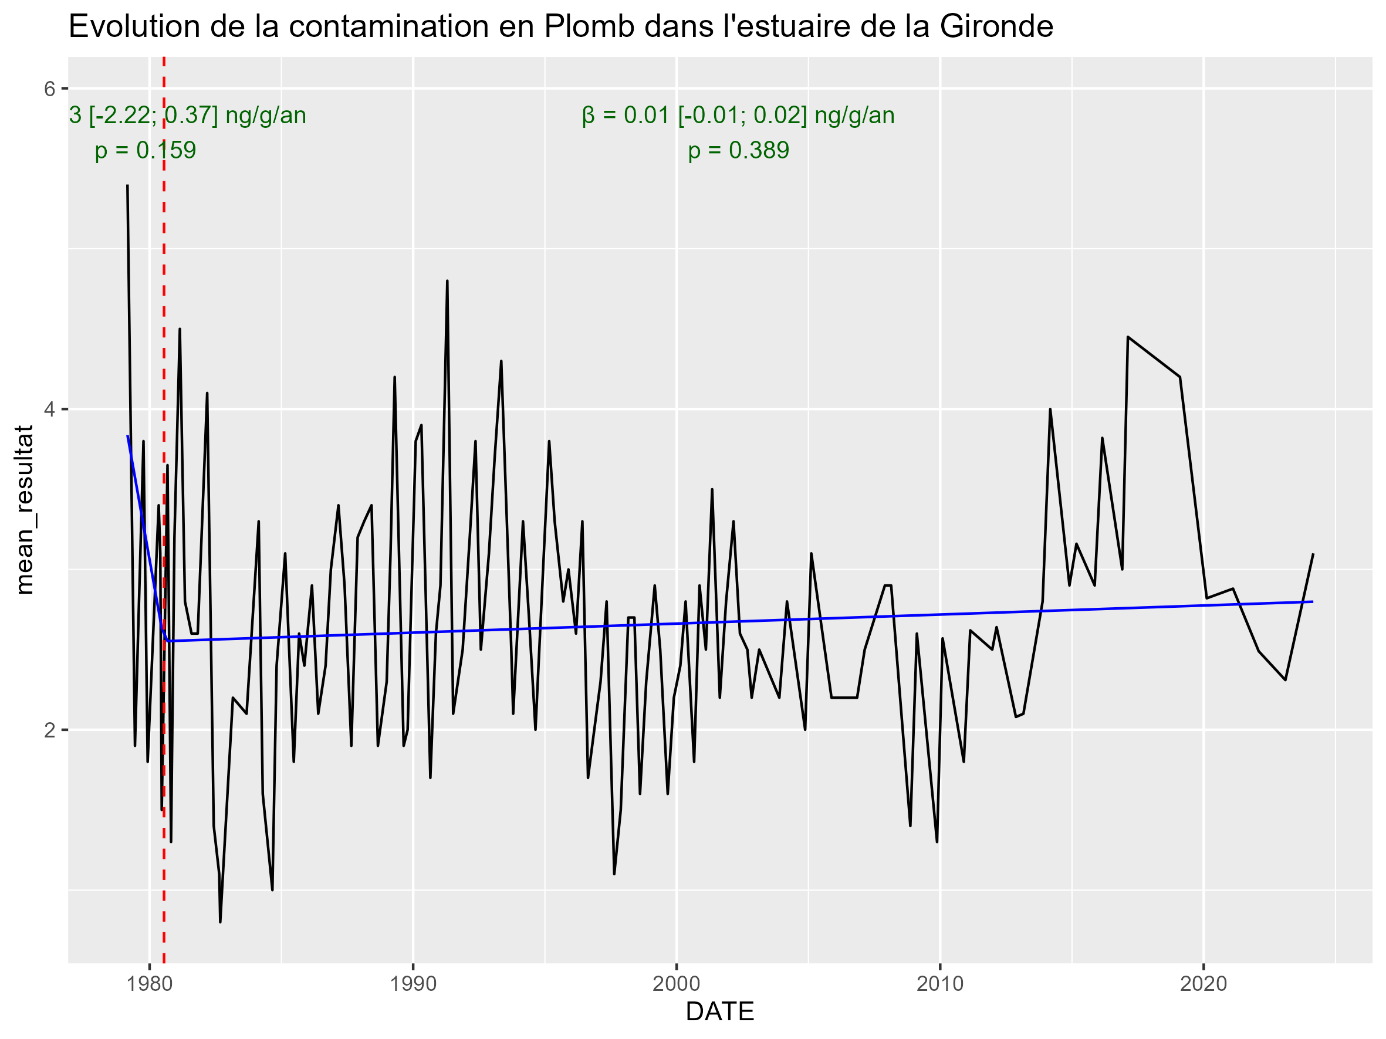 Evolution de la contamination en Plomb dans l'estuaire de la Gironde
3 [-2.22; 0.37] ng/g/an
p = 0.159
β = 0.01 [-0.01; 0.02] ng/g/an
p = 0.389
6
4
2
mean_resultat
1980
1990
2000
2010
2020
DATE